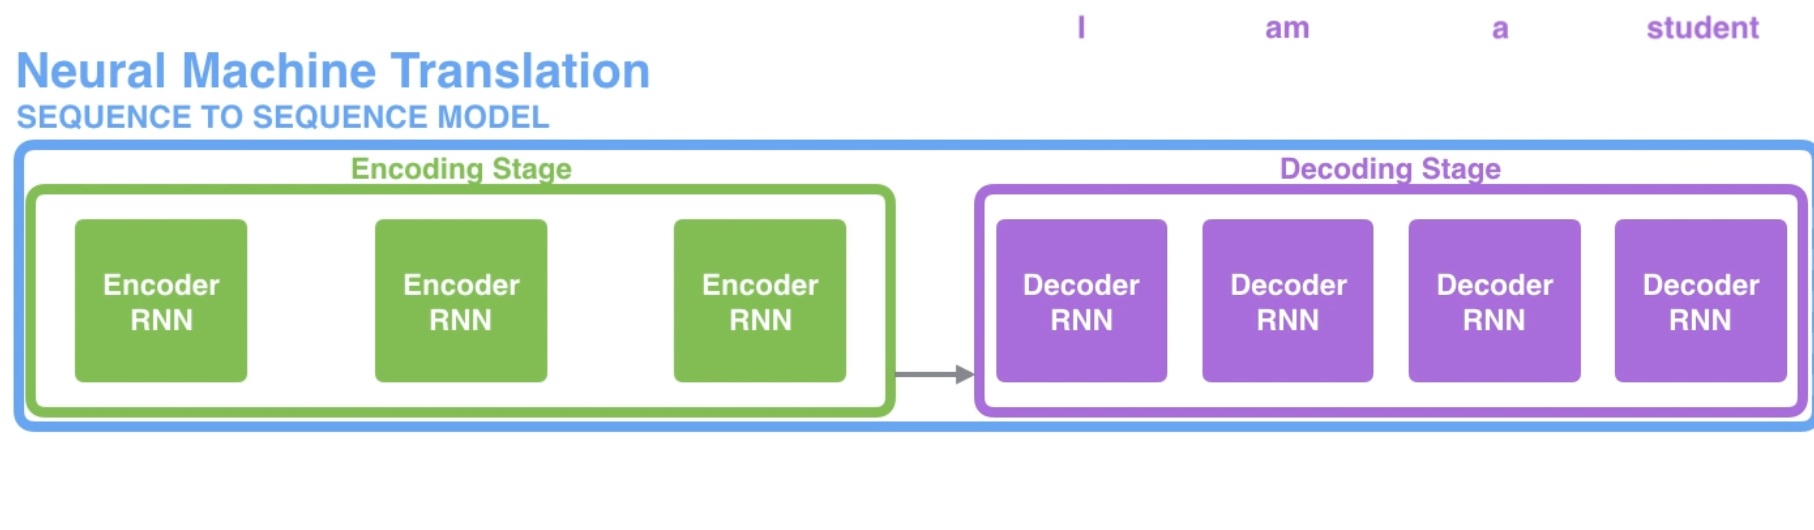 I am a student
Neural Machine Translation
SEQUENCE TO SEQUENCE MODEL
Encoding Stage
Encoder
RNN
Encoder
RNN
Encoder
RNN
Decoding Stage
Decoder
RNN
Decoder
RNN
Decoder
RNN
Decoder
RNN